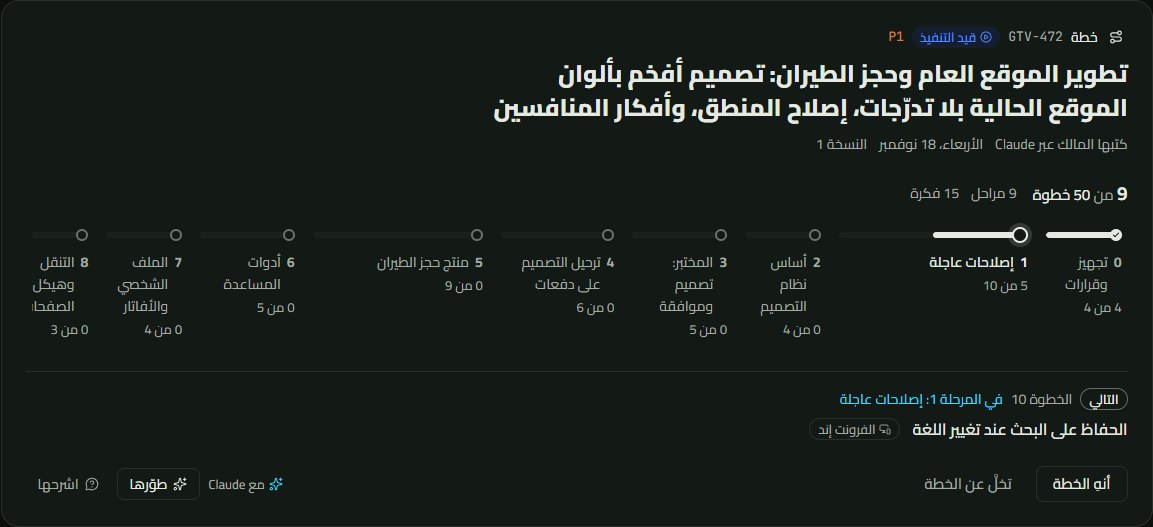 خطة GTV-472 قيد التنفيذ P1
تطوير الموقع العام وحجز الطيران: تصميم أفخم بألوان
الموقع الحالية بلا تدرّجات، إصلاح المنطق، وأفكار المنافسين
كتبها المالك عبر Claude الأربعاء، 18 نوفمبر النسخة 1
9 من 50 خطوة 9 مراحل 15 فكرة
0 تجهيز
وقرارات
4 من 4
1 إصلاحات عاجلة
5 من 10
2 أساس
نظام
التصميم
0 من 4
3 المختبر:
تصميم
وموافقة
0 من 5
4 ترحيل التصميم
على دفعات
0 من 6
5 منتج حجز الطيران
0 من 9
6 أدوات
المساعدة
0 من 5
7 الملف
الشخصي
والأفاتار
0 من 4
8 التنقل
وهيكل
الصفحا
0 من 3
التالي الخطوة 10 في المرحلة 1: إصلاحات عاجلة
الحفاظ على البحث عند تغيير اللغة الفرونت إند
أنهِ الخطة تخلَّ عن الخطة مع Claude طوّرها اشرحها